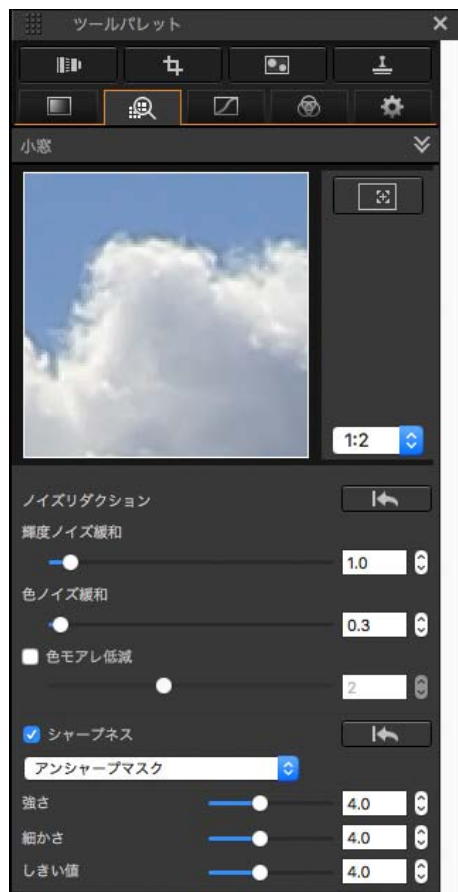 ツールパレット
小窓
1:2
ノイズリダクション
輝度ノイズ緩和
1.0
色ノイズ緩和
0.3
色モアレ低減
2
シャープネス
アンシャープマスク
強さ
4.0
細かさ
4.0
しきい値
4.0